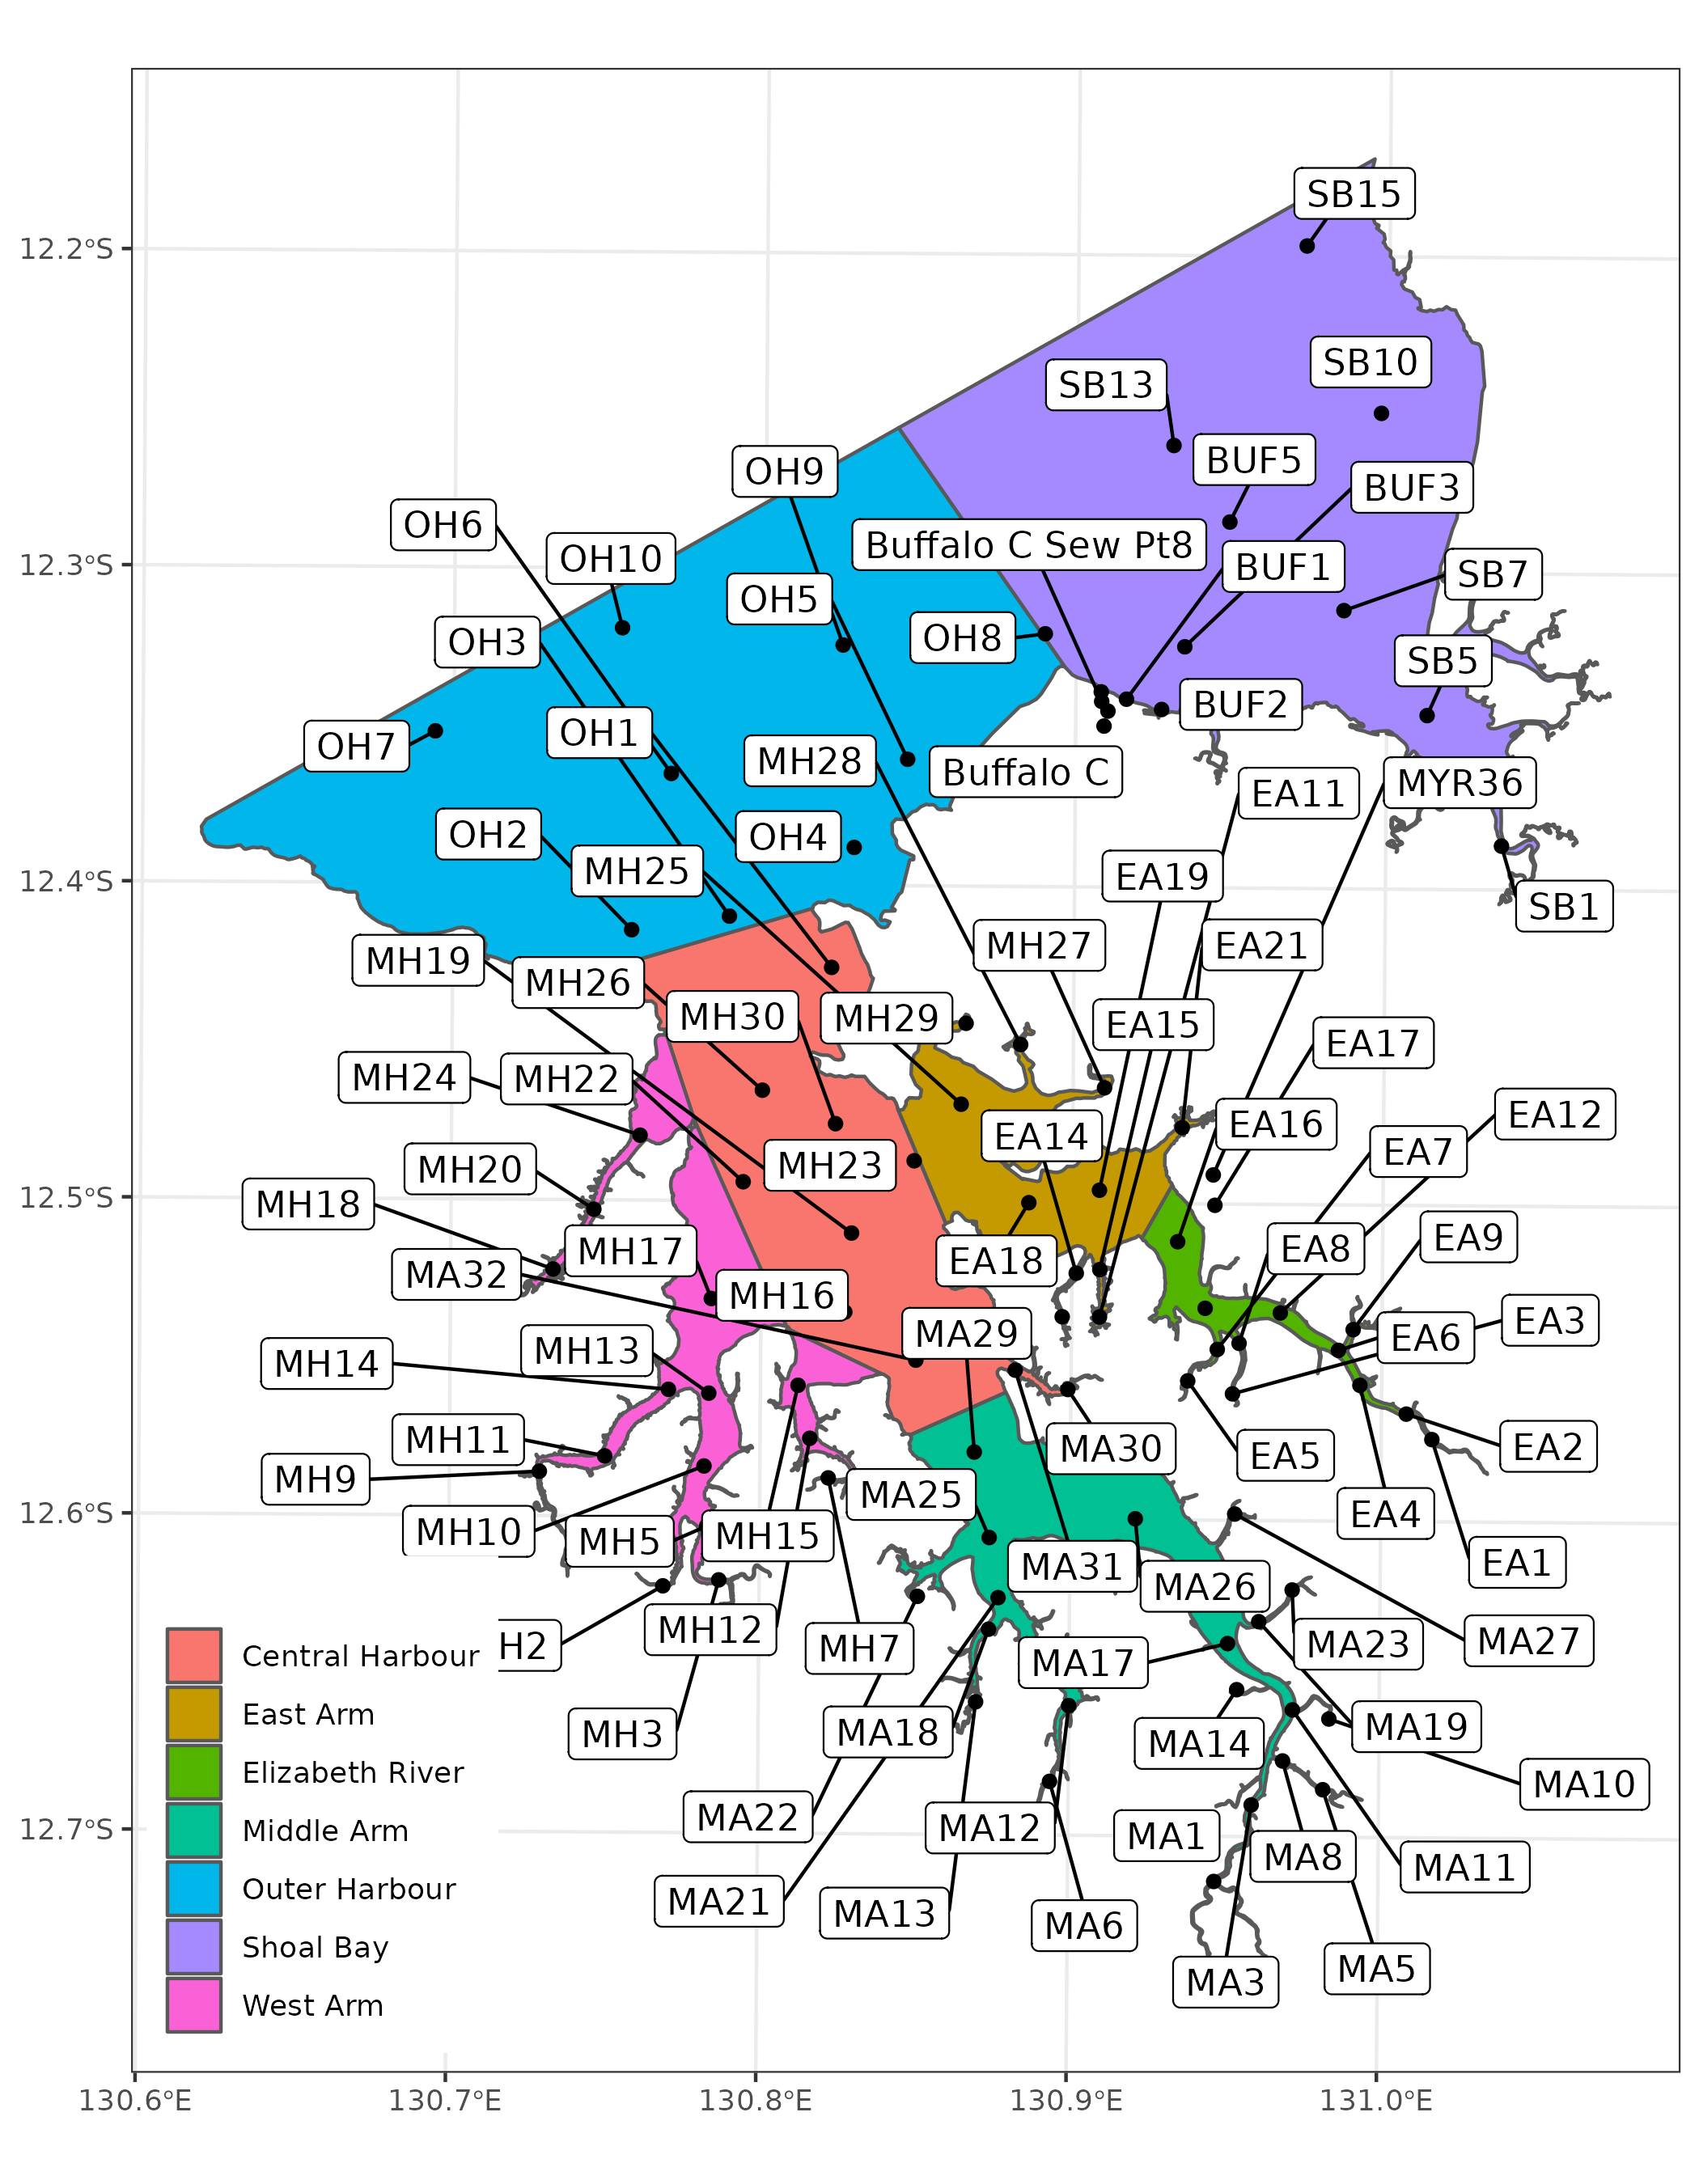 SB15
12.2°S
SB10
SB13
BUF5
OH9
BUF3
OH6
Buffalo C Sew Pt8
OH10
BUF1
12.3°S
SB7
OH5
OH8
OH3
SB5
BUF2
OH1
OH7
MH28
Buffalo C
MYR36
EA11
OH2
OH4
MH25
EA19
12.4°S
SB1
MH27
EA21
MH19
MH26
MH30
MH29
EA15
EA17
MH24
MH22
EA12
EA16
EA14
EA7
MH23
MH20
12.5°S
MH18
EA9
EA8
MH17
EA18
MA32
MH16
EA3
MA29
EA6
MH13
MH14
MH11
MA30
EA2
EA5
MH9
MA25
12.6°S
EA4
MH10
MH15
MH5
EA1
MA31
MA26
MH12
MA27
MA23
H2
MH7
Central Harbour
MA17
East Arm
MA19
MA18
MH3
MA14
Elizabeth River
MA10
MA22
12.7°S
MA12
Middle Arm
MA1
MA8
MA11
Outer Harbour
MA21
MA13
MA6
Shoal Bay
MA5
MA3
West Arm
130.6°E
130.7°E
130.8°E
130.9°E
131.0°E